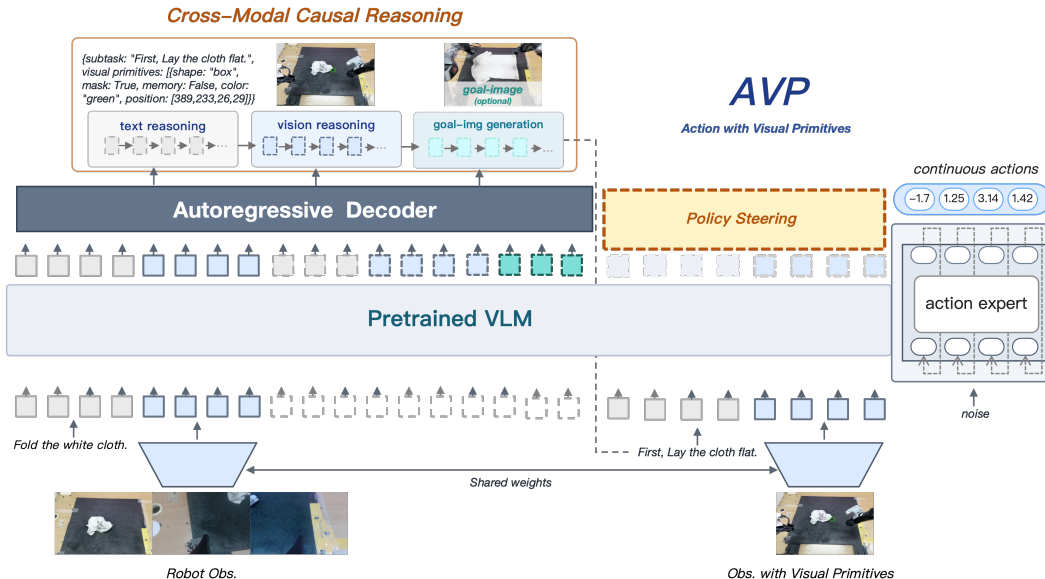 Cross-Modal Causal Reasoning
{subtask: "First, Lay the cloth flat.",
visual primitives: [{shape: "box",
mask: True, memory: False, color:
"green", position: [389,233,26,29]}]}
goal-image
(optional)
text reasoning
vision reasoning
goal-img generation
...
...
...
AVP
Action with Visual Primitives
Autoregressive Decoder
Policy Steering
continuous actions
-1.7
1.25
3.14
1.42
action expert
Pretrained VLM
noise
Fold the white cloth.
First, Lay the cloth flat.
Shared weights
Robot Obs.
Obs. with Visual Primitives